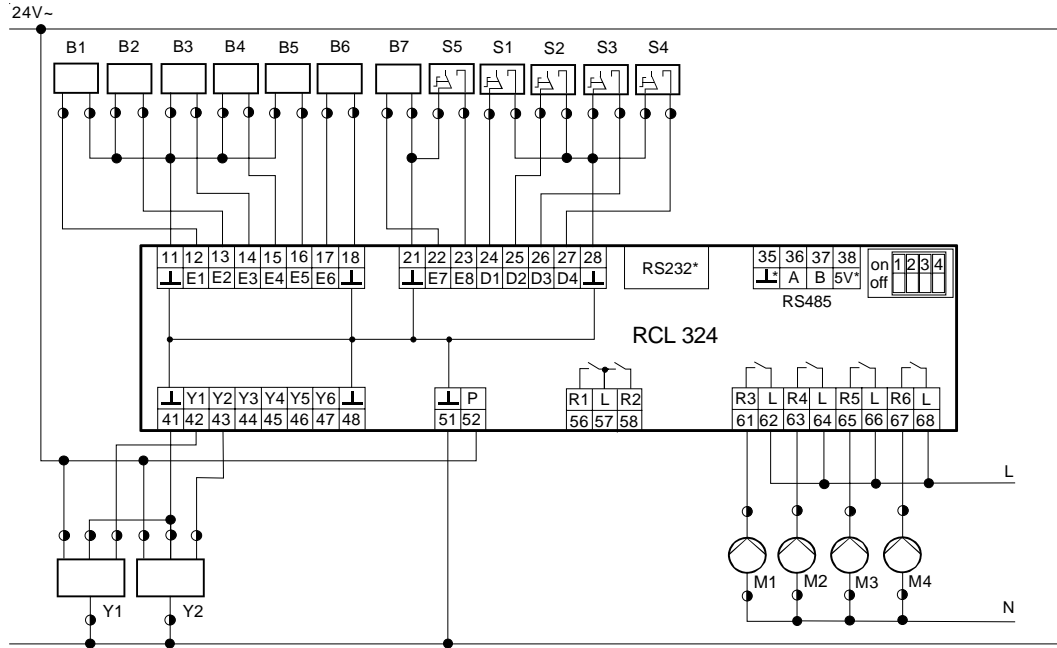 24V~
B1 B2 B3 B4 B5 B6 B7 S5 S1 S2 S3 S4
11 12 13 14 15 16 17 18 21 22 23 24 25 26 27 28 35 36 37 38
E1 E2 E3 E4 E5 E6 E7 E8 D1 D2 D3 D4 RS232* * A B 5V*
on 1 2 3 4
off
RS485
RCL 324
Y1 Y2 Y3 Y4 Y5 Y6 P R1 L R2 R3 L R4 L R5 L R6 L
41 42 43 44 45 46 47 48 51 52 56 57 58 61 62 63 64 65 66 67 68
L
M1 M2 M3 M4
Y1 Y2 N